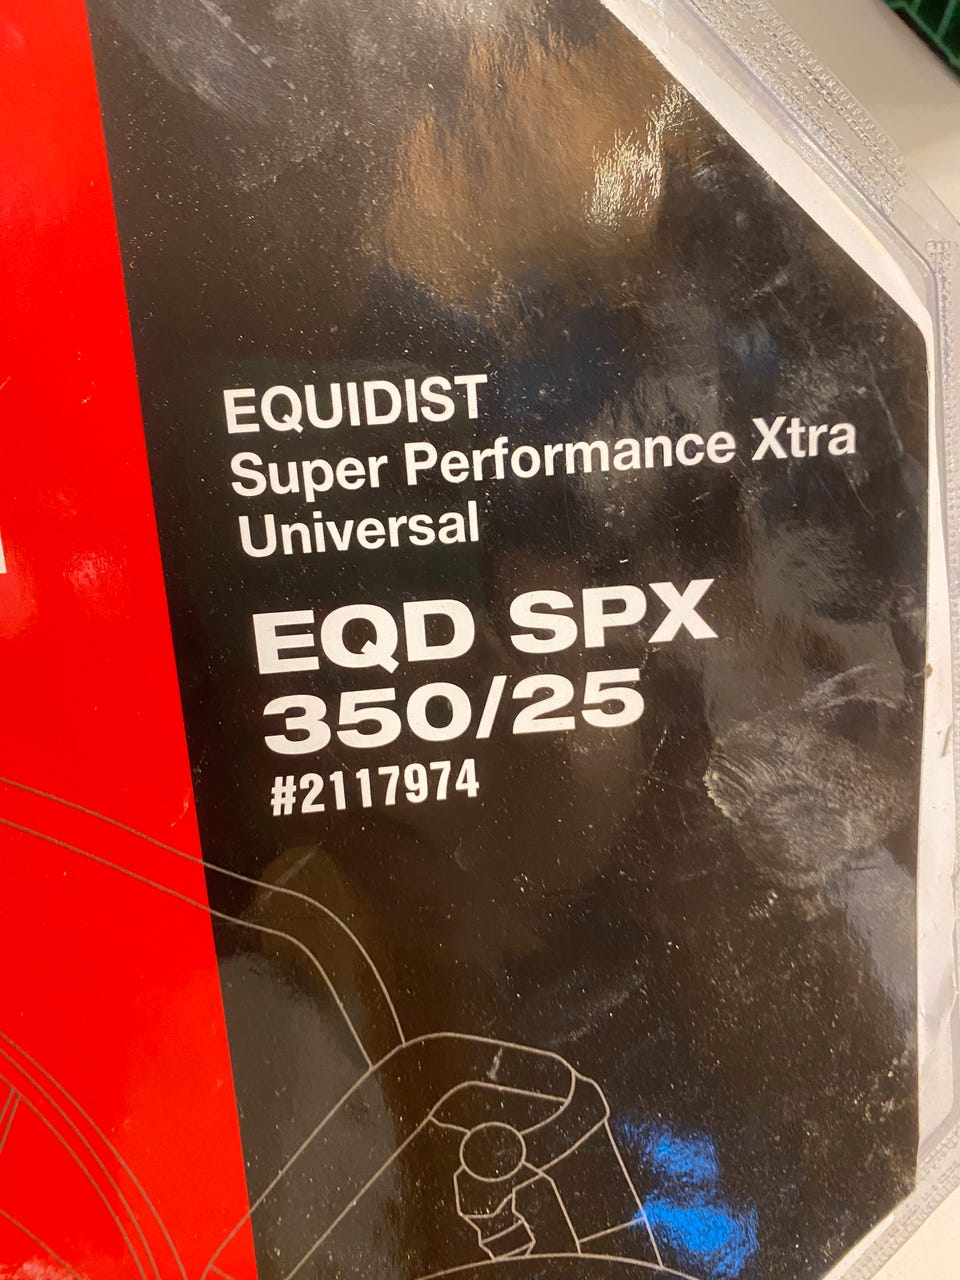 EQUIDIST
Super Performance Xtra
Universal
EQD SPX
350/25
#2117974